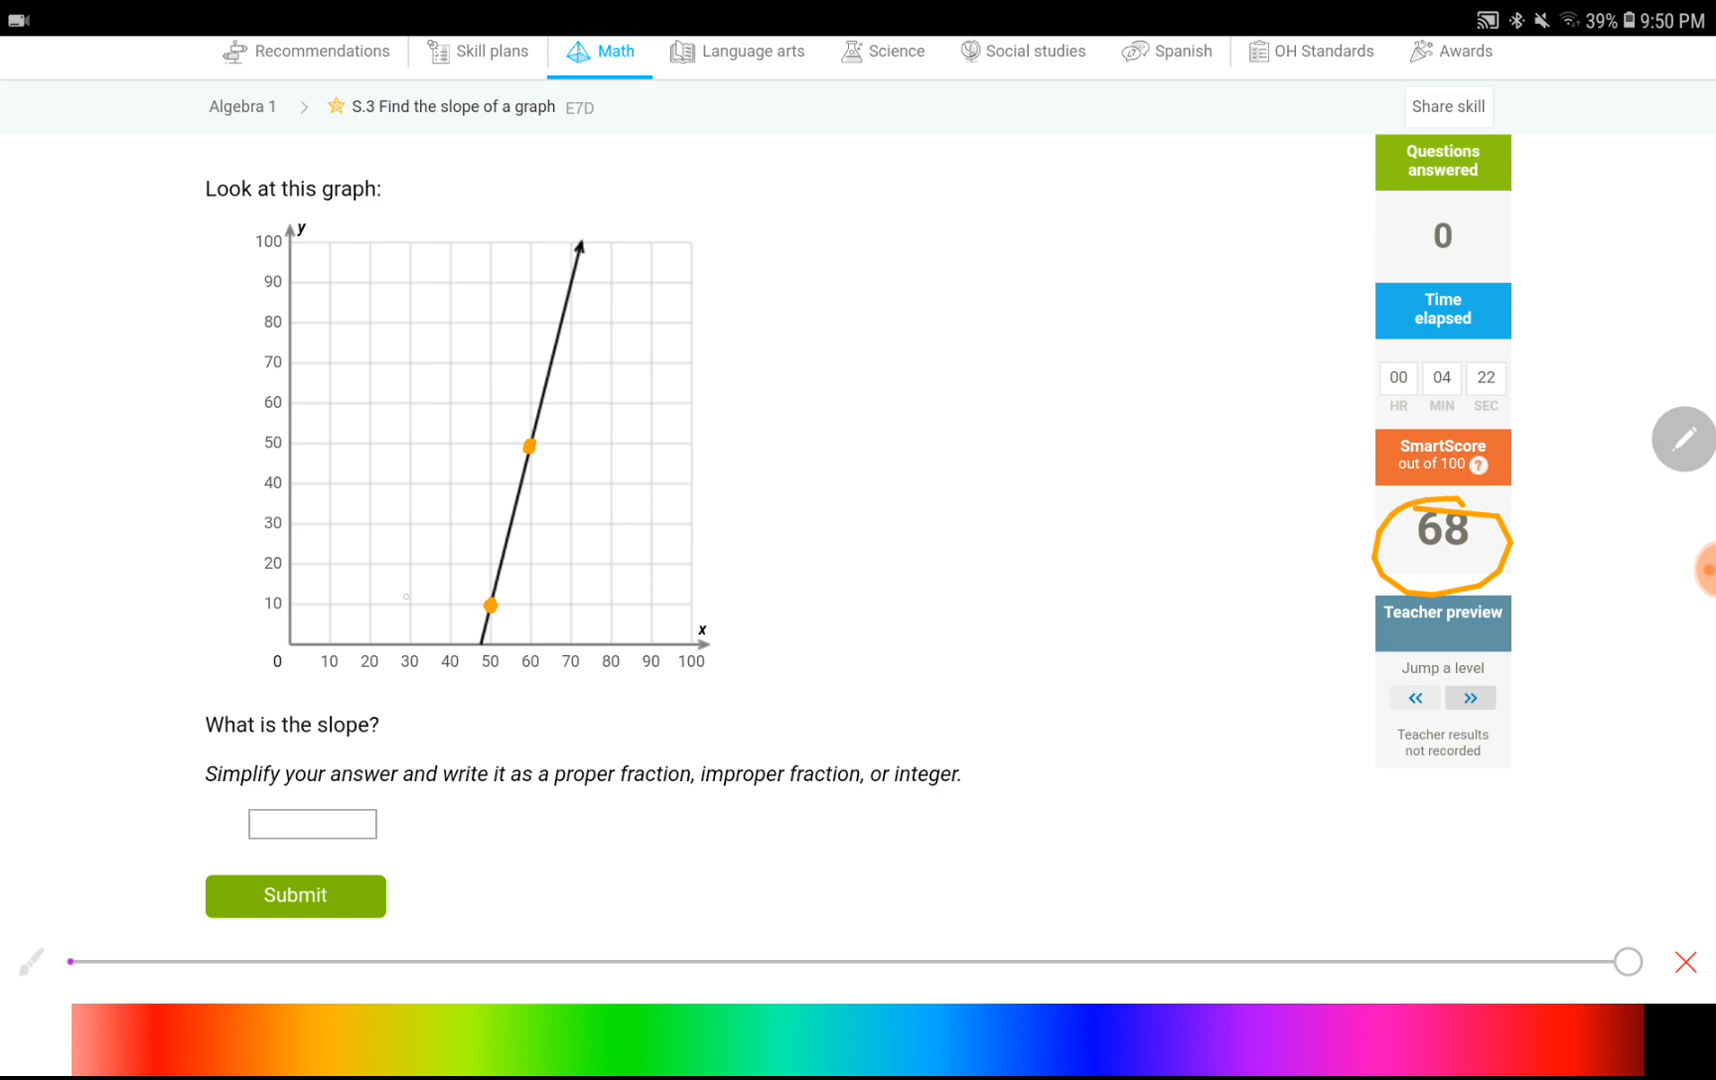 39% 9:50 PM
Recommendations Skill plans Math Language arts Science Social studies Spanish OH Standards Awards
Algebra 1 > S.3 Find the slope of a graph E7D
Share skill
Look at this graph:
y
100
90
80
70
60
50
40
30
20
10
x
0 10 20 30 40 50 60 70 80 90 100
What is the slope?
Simplify your answer and write it as a proper fraction, improper fraction, or integer.
Submit
Questions
answered
0
Time
elapsed
00 04 22
HR MIN SEC
SmartScore
out of 100 ?
68
Teacher preview
Jump a level
Teacher results
not recorded